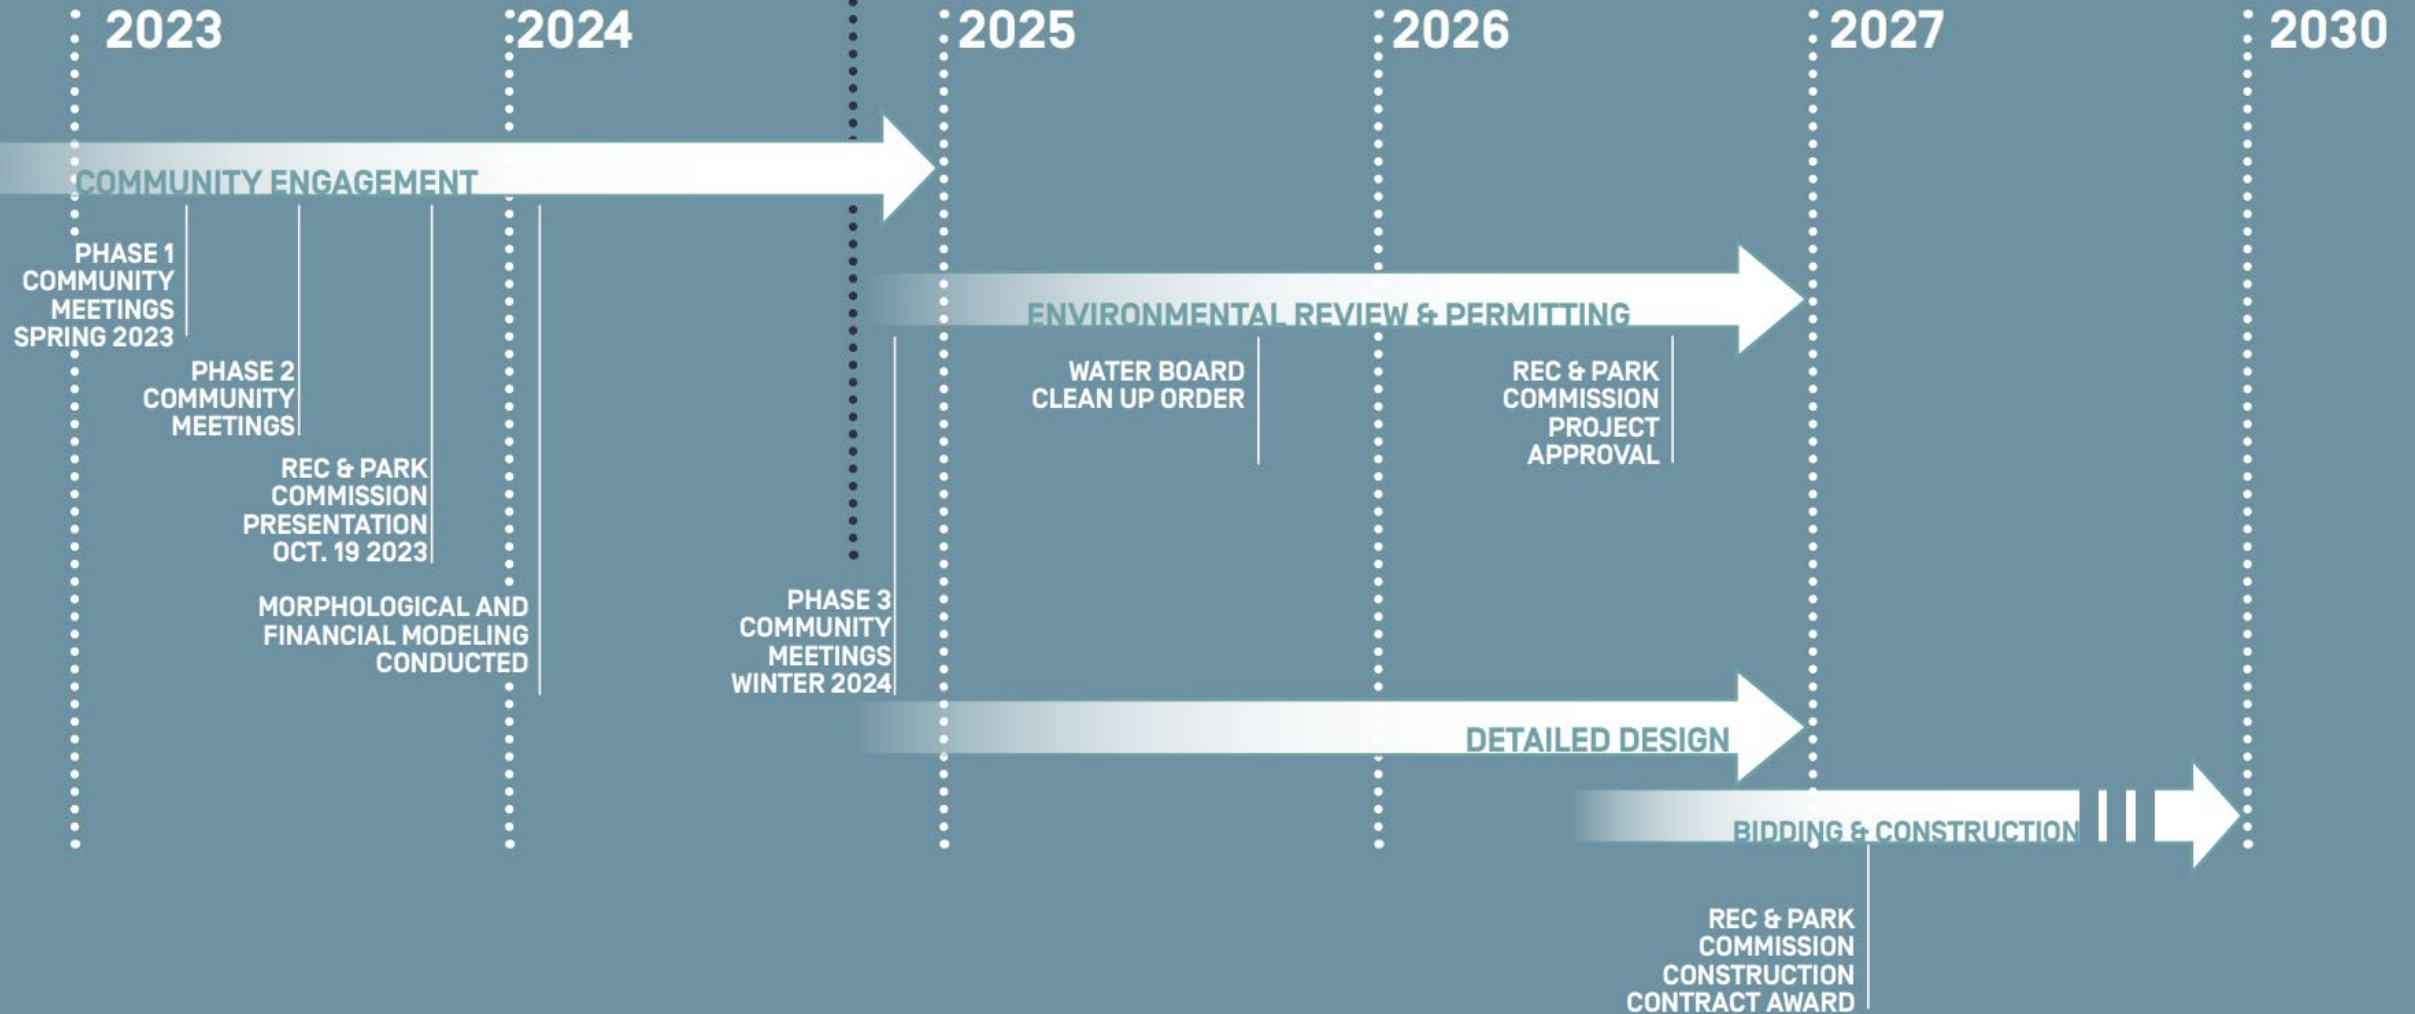 2023
2024
2025
2026
2027
2030
COMMUNITY ENGAGEMENT
PHASE 1
COMMUNITY
MEETINGS
SPRING 2023
PHASE 2
COMMUNITY
MEETINGS
REC & PARK
COMMISSION
PRESENTATION
OCT. 19 2023
MORPHOLOGICAL AND
FINANCIAL MODELING
CONDUCTED
ENVIRONMENTAL REVIEW & PERMITTING
PHASE 3
COMMUNITY
MEETINGS
WINTER 2024
WATER BOARD
CLEAN UP ORDER
REC & PARK
COMMISSION
PROJECT
APPROVAL
DETAILED DESIGN
BIDDING & CONSTRUCTION
REC & PARK
COMMISSION
CONSTRUCTION
CONTRACT AWARD